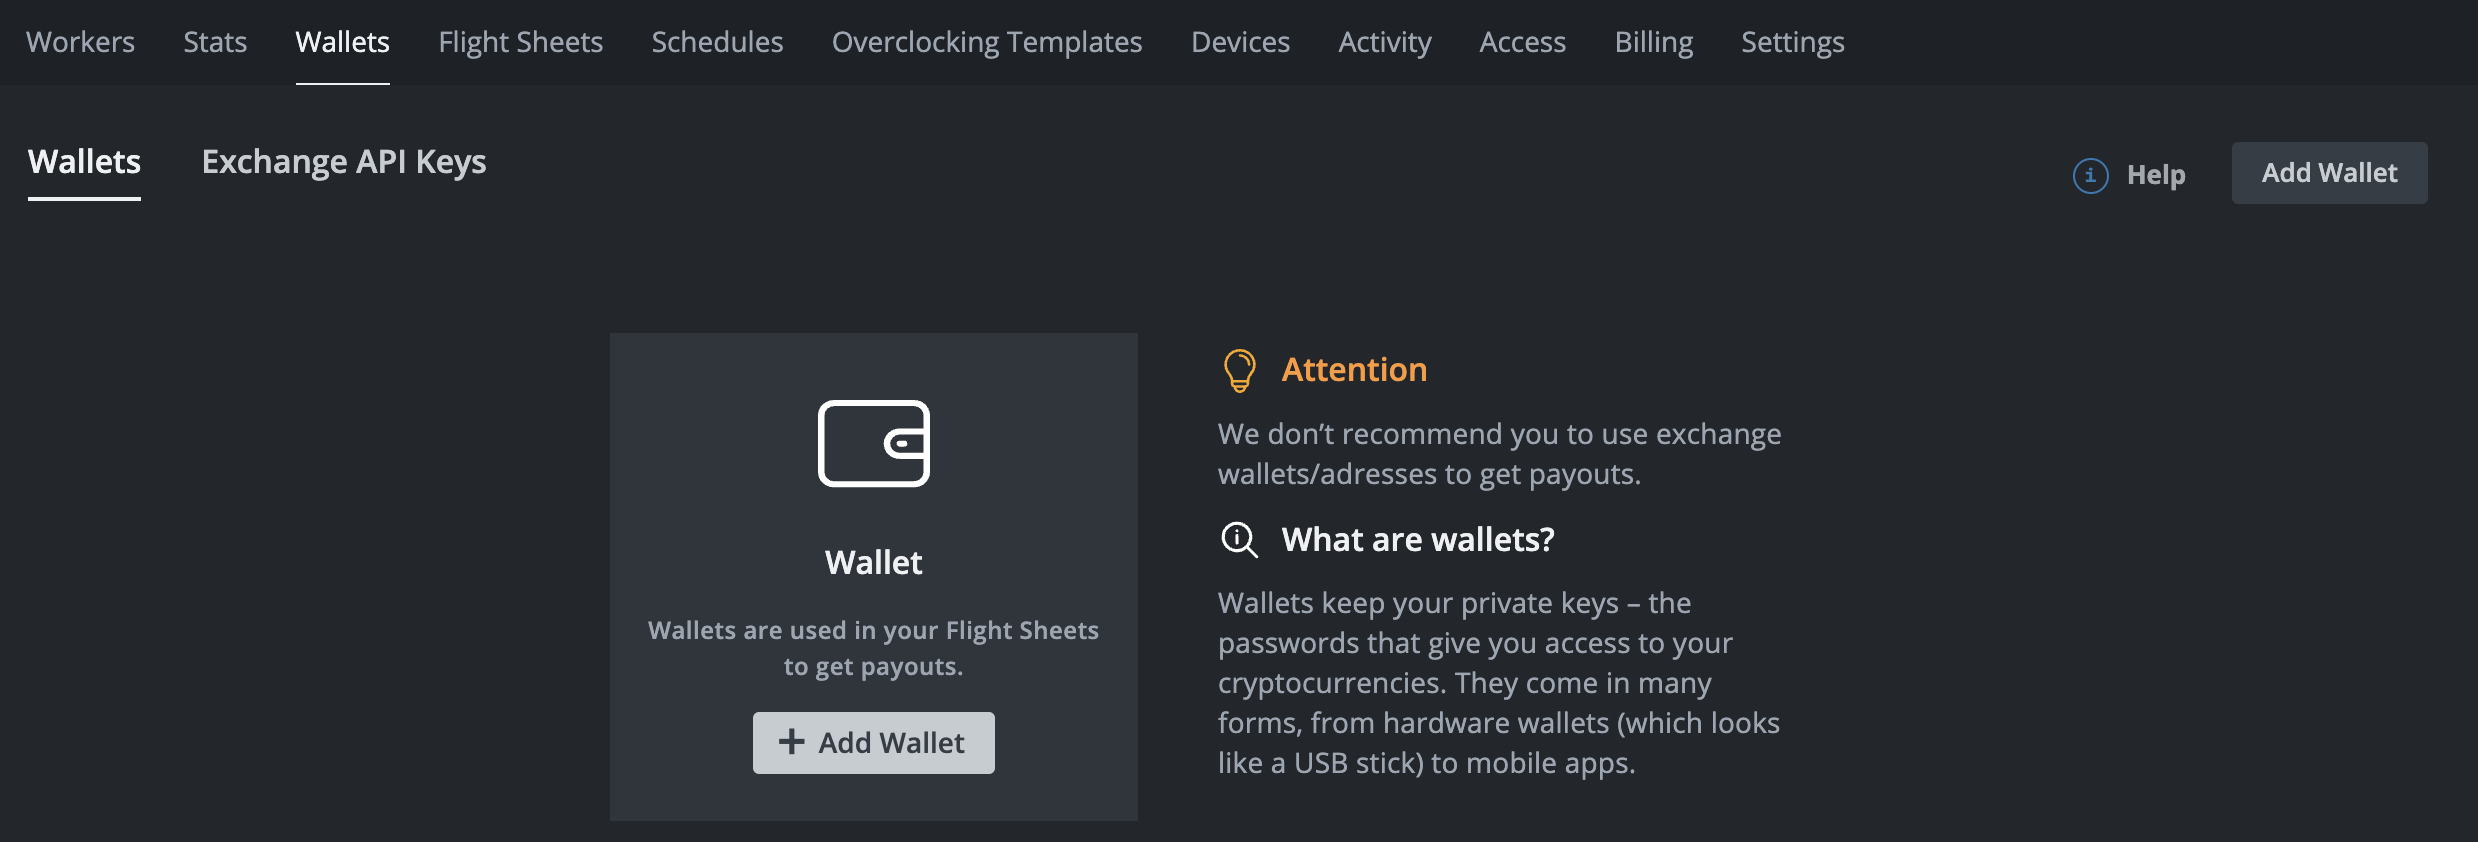 Workers Stats Wallets Flight Sheets Schedules Overclocking Templates Devices Activity Access Billing Settings
Wallets Exchange API Keys
Help Add Wallet
Wallet
Wallets are used in your Flight Sheets
to get payouts.
Add Wallet
Attention
We don’t recommend you to use exchange
wallets/adresses to get payouts.
What are wallets?
Wallets keep your private keys – the
passwords that give you access to your
cryptocurrencies. They come in many
forms, from hardware wallets (which looks
like a USB stick) to mobile apps.